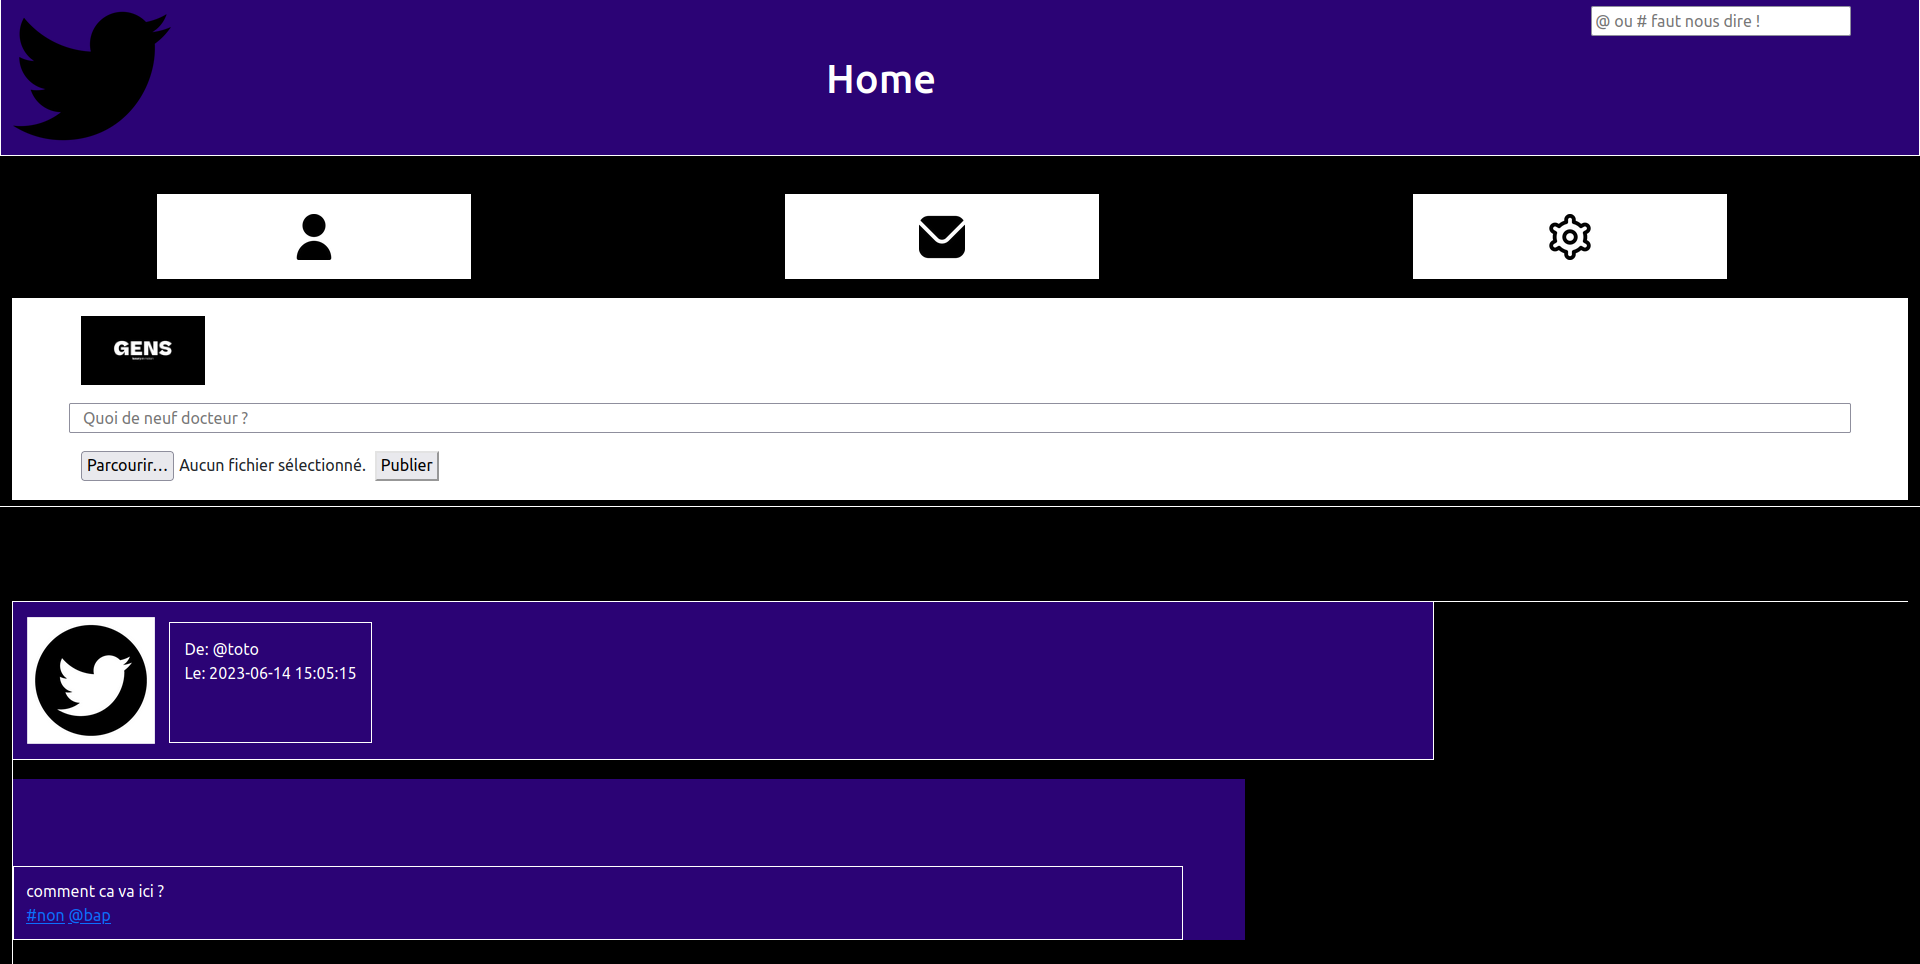 @ ou # faut nous dire !
Home
GENS
Quoi de neuf docteur ?
Parcourir... Aucun fichier sélectionné. Publier
De: @toto
Le: 2023-06-14 15:05:15
comment ca va ici ?
#non @bap